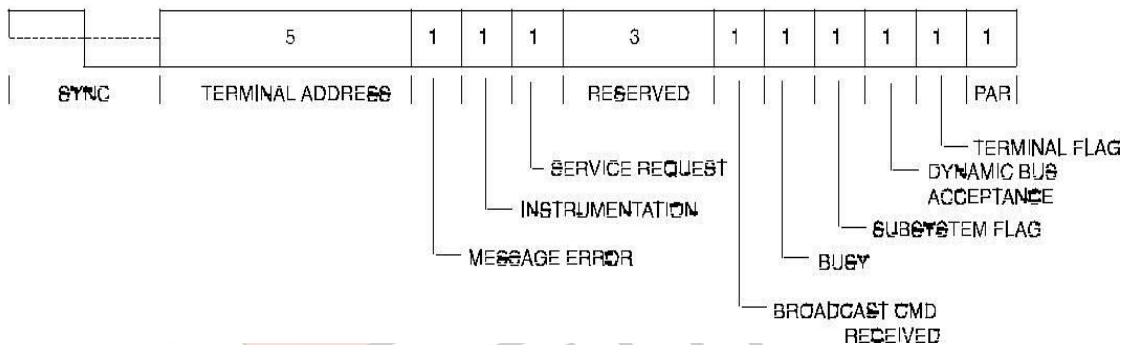 5 1 1 1 3 1 1 1 1 1 1
SYNC TERMINAL ADDRESS RESERVED PAR
TERMINAL FLAG
SERVICE REQUEST
DYNAMIC BUS
ACCEPTANCE
INSTRUMENTATION
SUBSYSTEM FLAG
MESSAGE ERROR
BUSY
BROADCAST CMD
RECEIVED